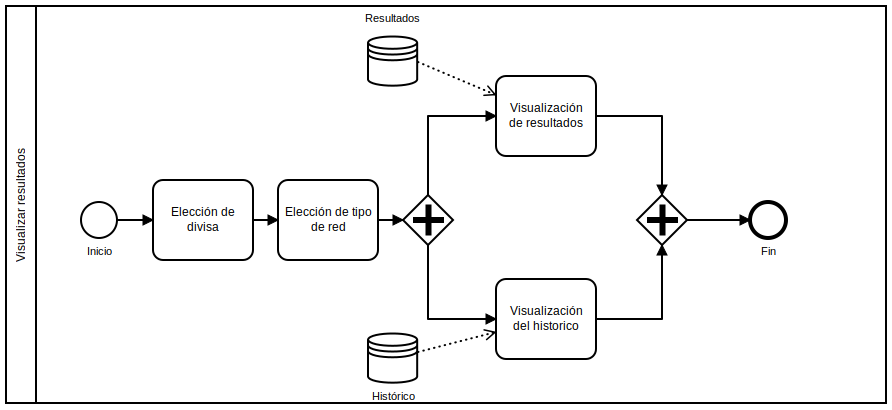 Visualizar resultados
Resultados
Visualización
de resultados
Elección de
divisa
Elección de tipo
de red
Inicio
Fin
Visualización
del historico
Histórico